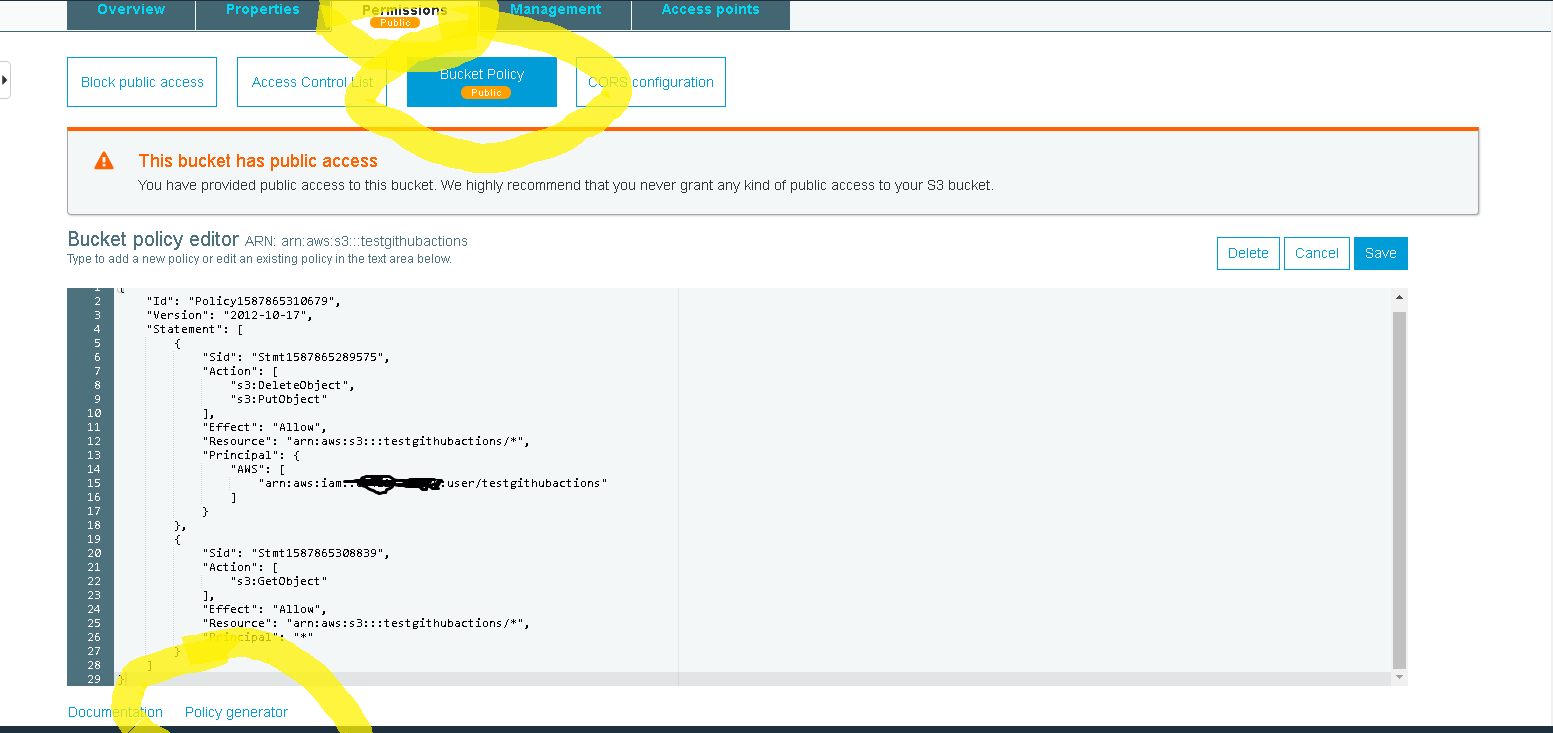 Overview Properties Permissions Management Access points
Public
Block public access Access Control List Bucket Policy CORS configuration
Public
This bucket has public access
You have provided public access to this bucket. We highly recommend that you never grant any kind of public access to your S3 bucket.
Bucket policy editor ARN: arn:aws:s3:::testgithubactions
Type to add a new policy or edit an existing policy in the text area below.
Delete Cancel Save
1 {
2 "Id": "Policy1587865310679",
3 "Version": "2012-10-17",
4 "Statement": [
5 {
6 "Sid": "Stmt1587865289575",
7 "Action": [
8 "s3:DeleteObject",
9 "s3:PutObject"
10 ],
11 "Effect": "Allow",
12 "Resource": "arn:aws:s3:::testgithubactions/*",
13 "Principal": {
14 "AWS": [
15 "arn:aws:iam: :user/testgithubactions"
16 ]
17 }
18 },
19 {
20 "Sid": "Stmt1587865308839",
21 "Action": [
22 "s3:GetObject"
23 ],
24 "Effect": "Allow",
25 "Resource": "arn:aws:s3:::testgithubactions/*",
26 "Principal": "*"
27 }
28 ]
29 }
Documentation Policy generator